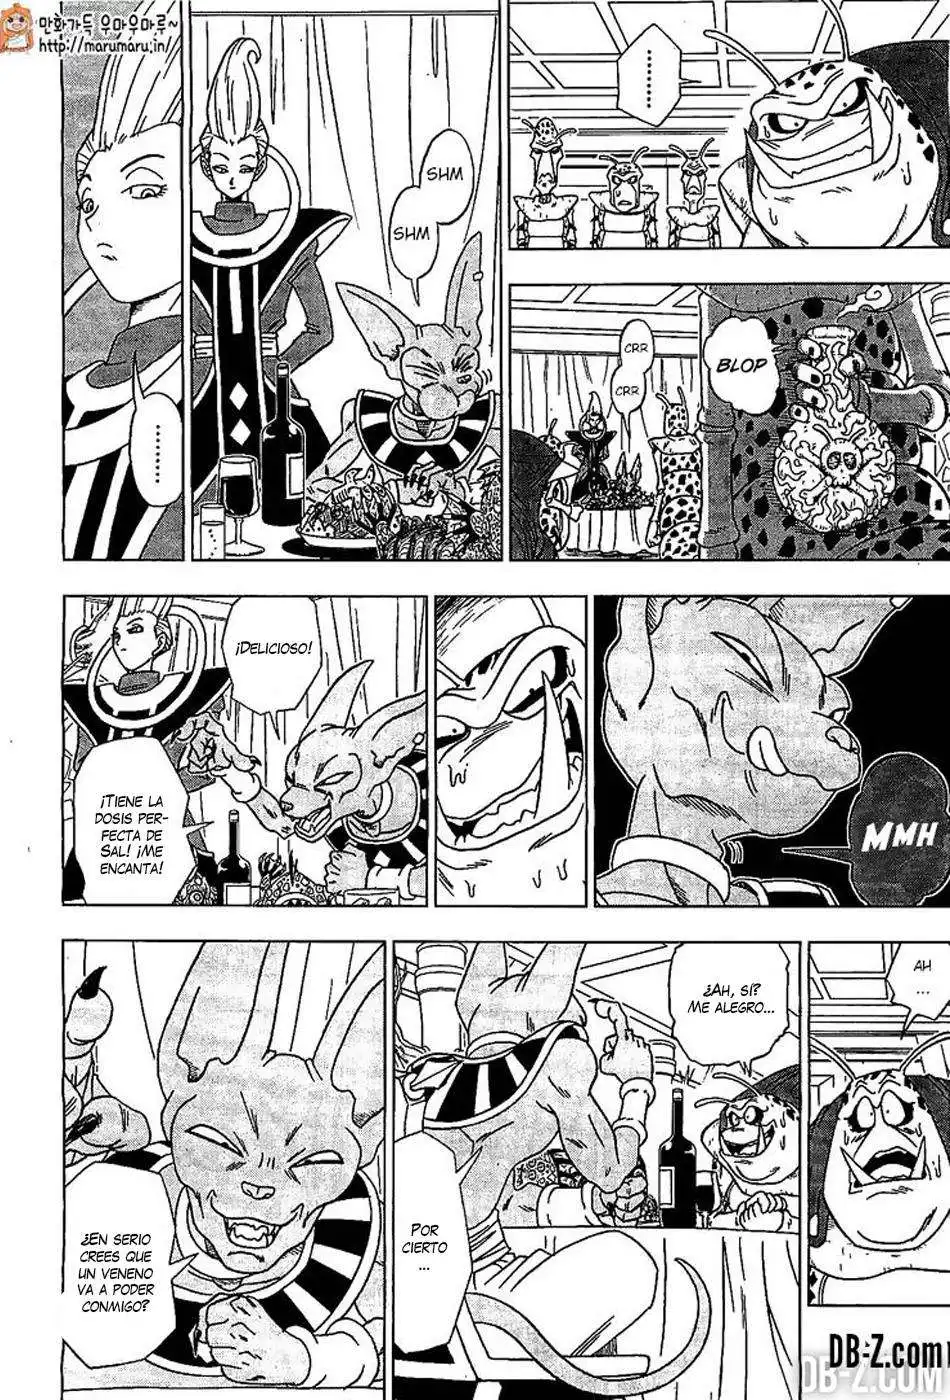 만화가득 우마우마루~
http://marumaru.in/
........
SHM
SHM
........
BLOP
CRR
CRR
MMH
¡DELICIOSO!
¡TIENE LA
DOSIS PER-
FECTA DE
SAL! ¡ME
ENCANTA!
AH
...
¿AH, SÍ?
ME ALEGRO...
POR
CIERTO
...
¿EN SERIO
CREES QUE
UN VENENO
VA A PODER
CONMIGO?
DB-Z.com
DB-Z.COM